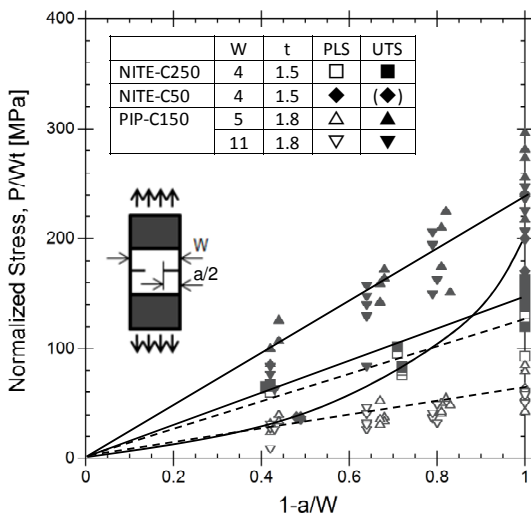 400
300
200
100
0
Normalized Stress, P/Wt [MPa]
W t PLS UTS
NITE-C250 4 1.5 □ ■
NITE-C50 4 1.5 ◆ (◆)
PIP-C150 5 1.8 △ ▲
11 1.8 ▽ ▼
W
a/2
0 0.2 0.4 0.6 0.8 1
1-a/W